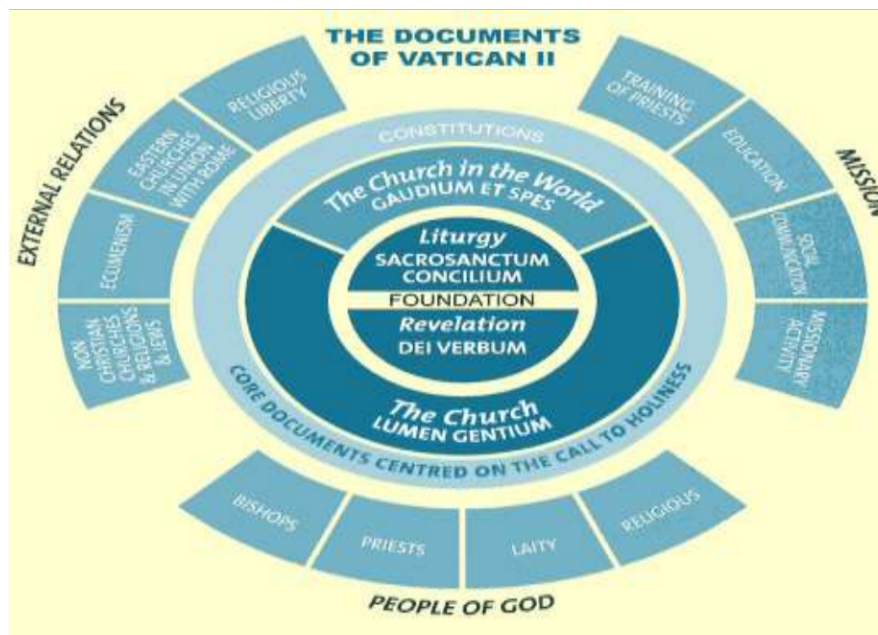 THE DOCUMENTS
OF VATICAN II
EXTERNAL RELATIONS
RELIGIOUS
LIBERTY
EASTERN
CHURCHES
IN UNION
WITH ROME
ECUMENISM
NON
CHRISTIAN
CHURCHES
& RELIGIONS
& JEWS
MISSION
TRAINING
OF PRIESTS
EDUCATION
SOCIAL
COMMUNICATION
MISSIONARY
ACTIVITY
CONSTITUTIONS
The Church in the World
GAUDIUM ET SPES
Liturgy
SACROSANCTUM
CONCILIUM
FOUNDATION
Revelation
DEI VERBUM
The Church
LUMEN GENTIUM
CORE DOCUMENTS CENTRED ON THE CALL TO HOLINESS
BISHOPS
PRIESTS
LAITY
RELIGIOUS
PEOPLE OF GOD